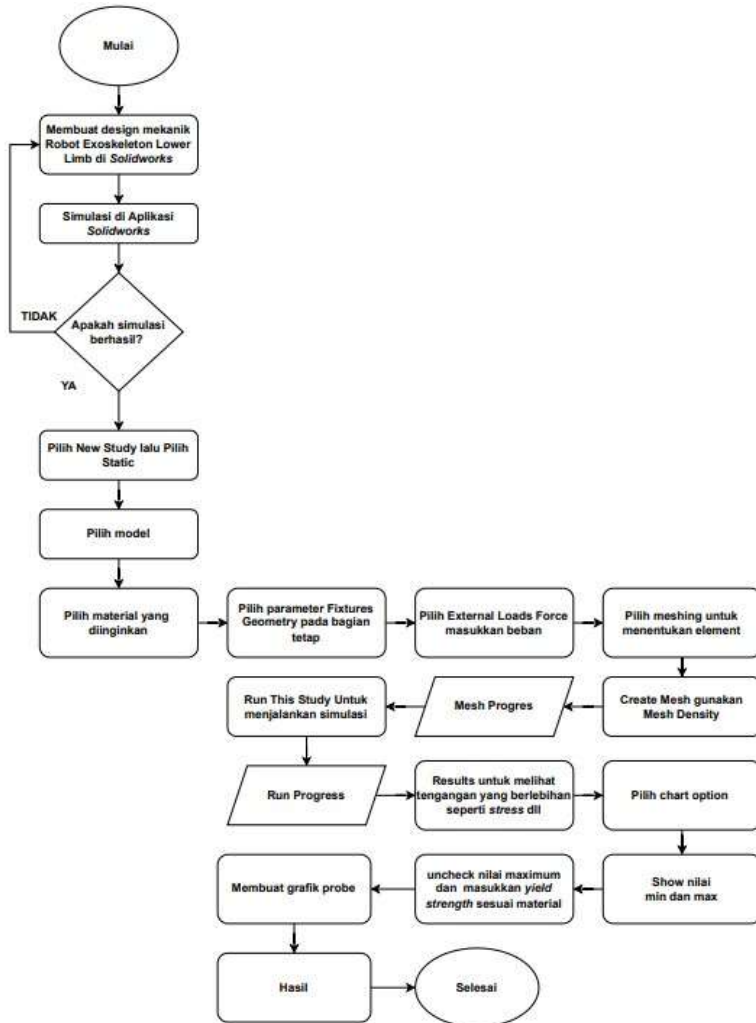 Mulai
Membuat design mekanik
Robot Exoskeleton Lower
Limb di Solidworks
Simulasi di Aplikasi
Solidworks
TIDAK
Apakah simulasi
berhasil?
YA
Pilih New Study lalu Pilih
Static
Pilih model
Pilih material yang
diinginkan
Pilih parameter Fixtures
Geometry pada bagian
tetap
Pilih External Loads Force
masukkan beban
Pilih meshing untuk
menentukan element
Create Mesh gunakan
Mesh Density
Mesh Progres
Run This Study Untuk
menjalankan simulasi
Run Progress
Results untuk melihat
tengangan yang berlebihan
seperti stress dll
Pilih chart option
Show nilai
min dan max
uncheck nilai maximum
dan masukkan yield
strength sesuai material
Membuat grafik probe
Hasil
Selesai